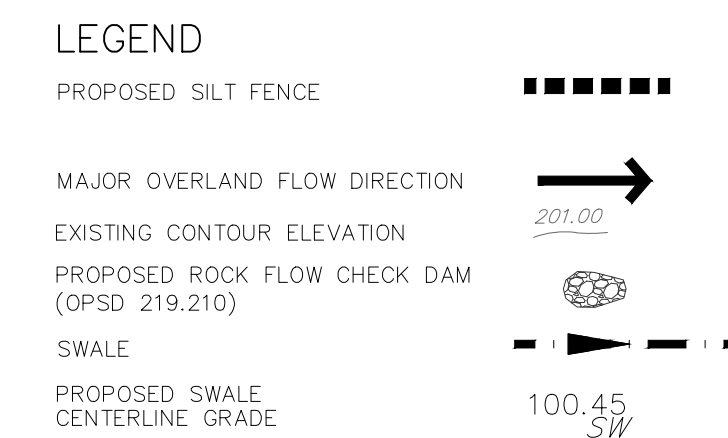 LEGEND
PROPOSED SILT FENCE
MAJOR OVERLAND FLOW DIRECTION
201.00
EXISTING CONTOUR ELEVATION
PROPOSED ROCK FLOW CHECK DAM
(OPSD 219.210)
SWALE
PROPOSED SWALE
CENTERLINE GRADE
100.45
SW